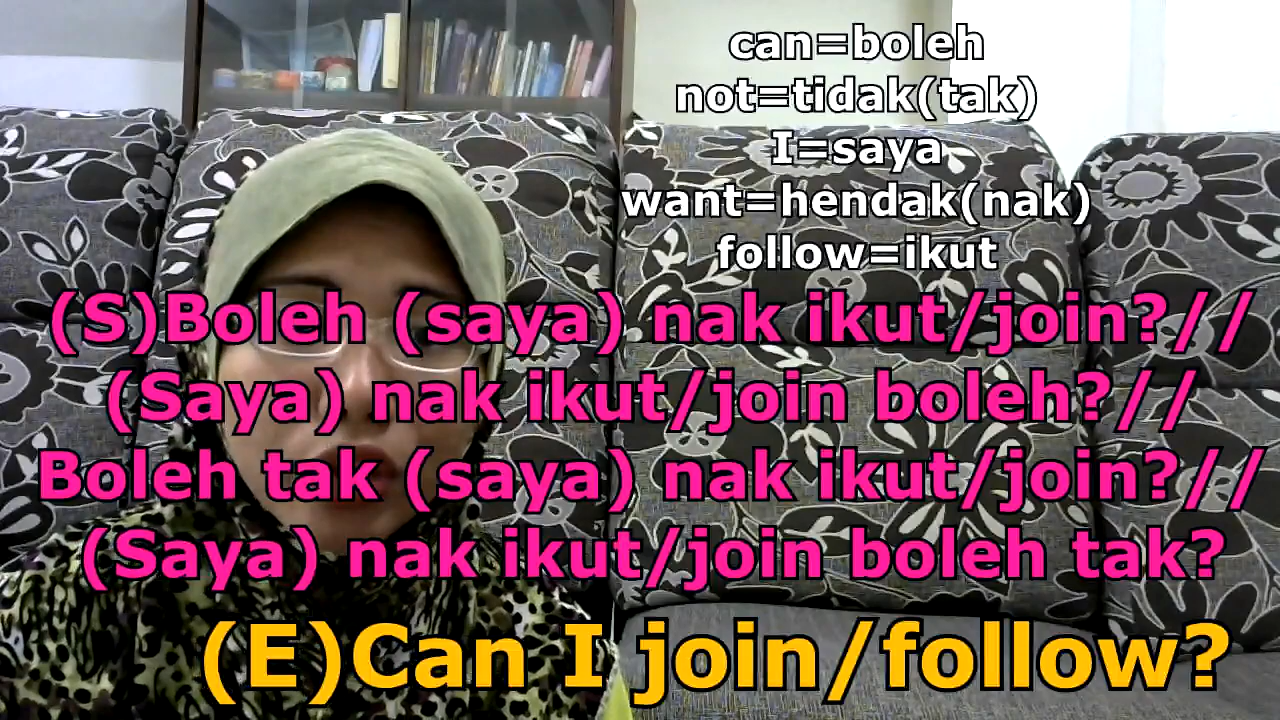 can=boleh
not=tidak(tak)
I=saya
want=hendak(nak)
follow=ikut
(S)Boleh (saya) nak ikut/join?//
(Saya) nak ikut/join boleh?//
Boleh tak (saya) nak ikut/join?//
(Saya) nak ikut/join boleh tak?
(E)Can I join/follow?